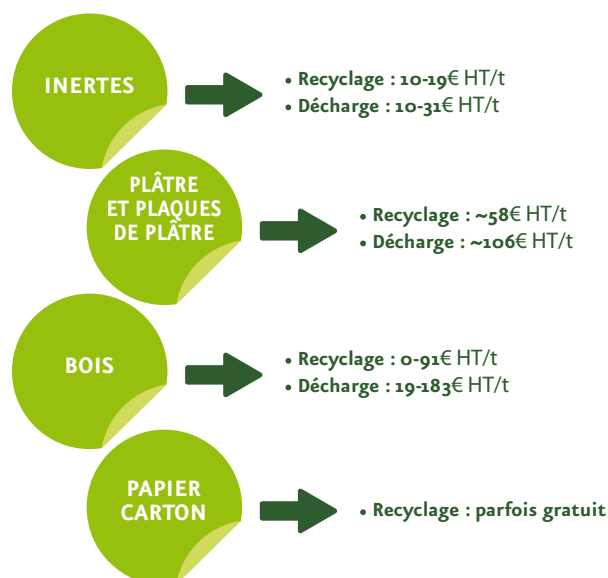 INERTES
• Recyclage : 10-19€ HT/t
• Décharge : 10-31€ HT/t
PLÂTRE
ET PLAQUES
DE PLÂTRE
• Recyclage : ~58€ HT/t
• Décharge : ~106€ HT/t
BOIS
• Recyclage : 0-91€ HT/t
• Décharge : 19-183€ HT/t
PAPIER
CARTON
• Recyclage : parfois gratuit